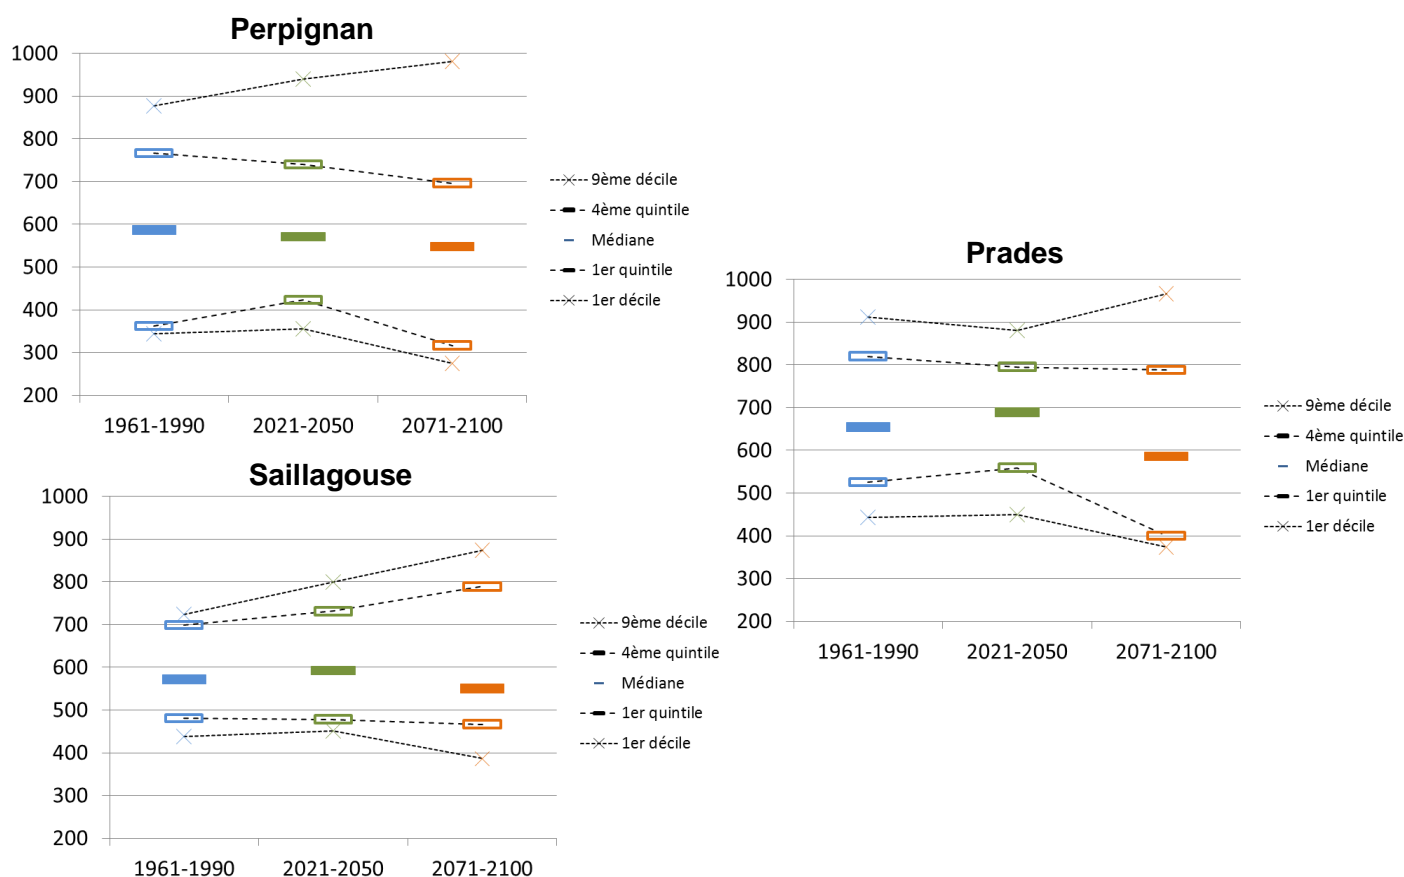 Perpignan
1000
900
800
700
600
500
400
300
200
1961-1990 2021-2050 2071-2100
9ème décile
4ème quintile
Médiane
1er quintile
1er décile
Saillagouse
1000
900
800
700
600
500
400
300
200
1961-1990 2021-2050 2071-2100
9ème décile
4ème quintile
Médiane
1er quintile
1er décile
Prades
1000
900
800
700
600
500
400
300
200
1961-1990 2021-2050 2071-2100
9ème décile
4ème quintile
Médiane
1er quintile
1er décile